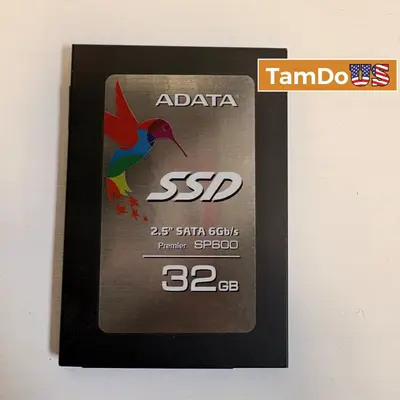 TamDoUS
ADATA
SSD
2.5" SATA 6Gb/s
Premier SP600
32GB